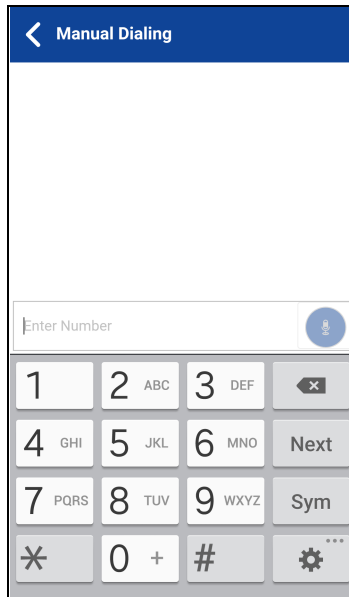 Manual Dialing
Enter Number
1 2 ABC 3 DEF
4 GHI 5 JKL 6 MNO Next
7 PQRS 8 TUV 9 WXYZ Sym
* 0 + # ...